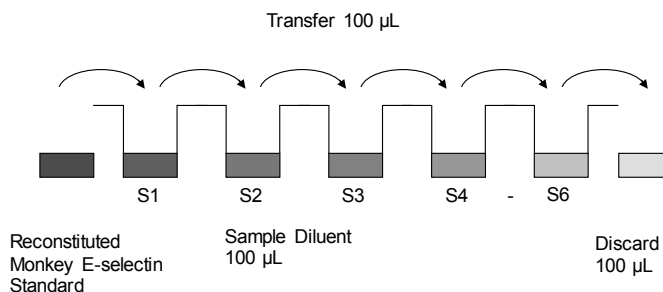 Transfer 100 µL
S1 S2 S3 S4 - S6
Reconstituted
Monkey E-selectin
Standard
Sample Diluent
100 µL
Discard
100 µL